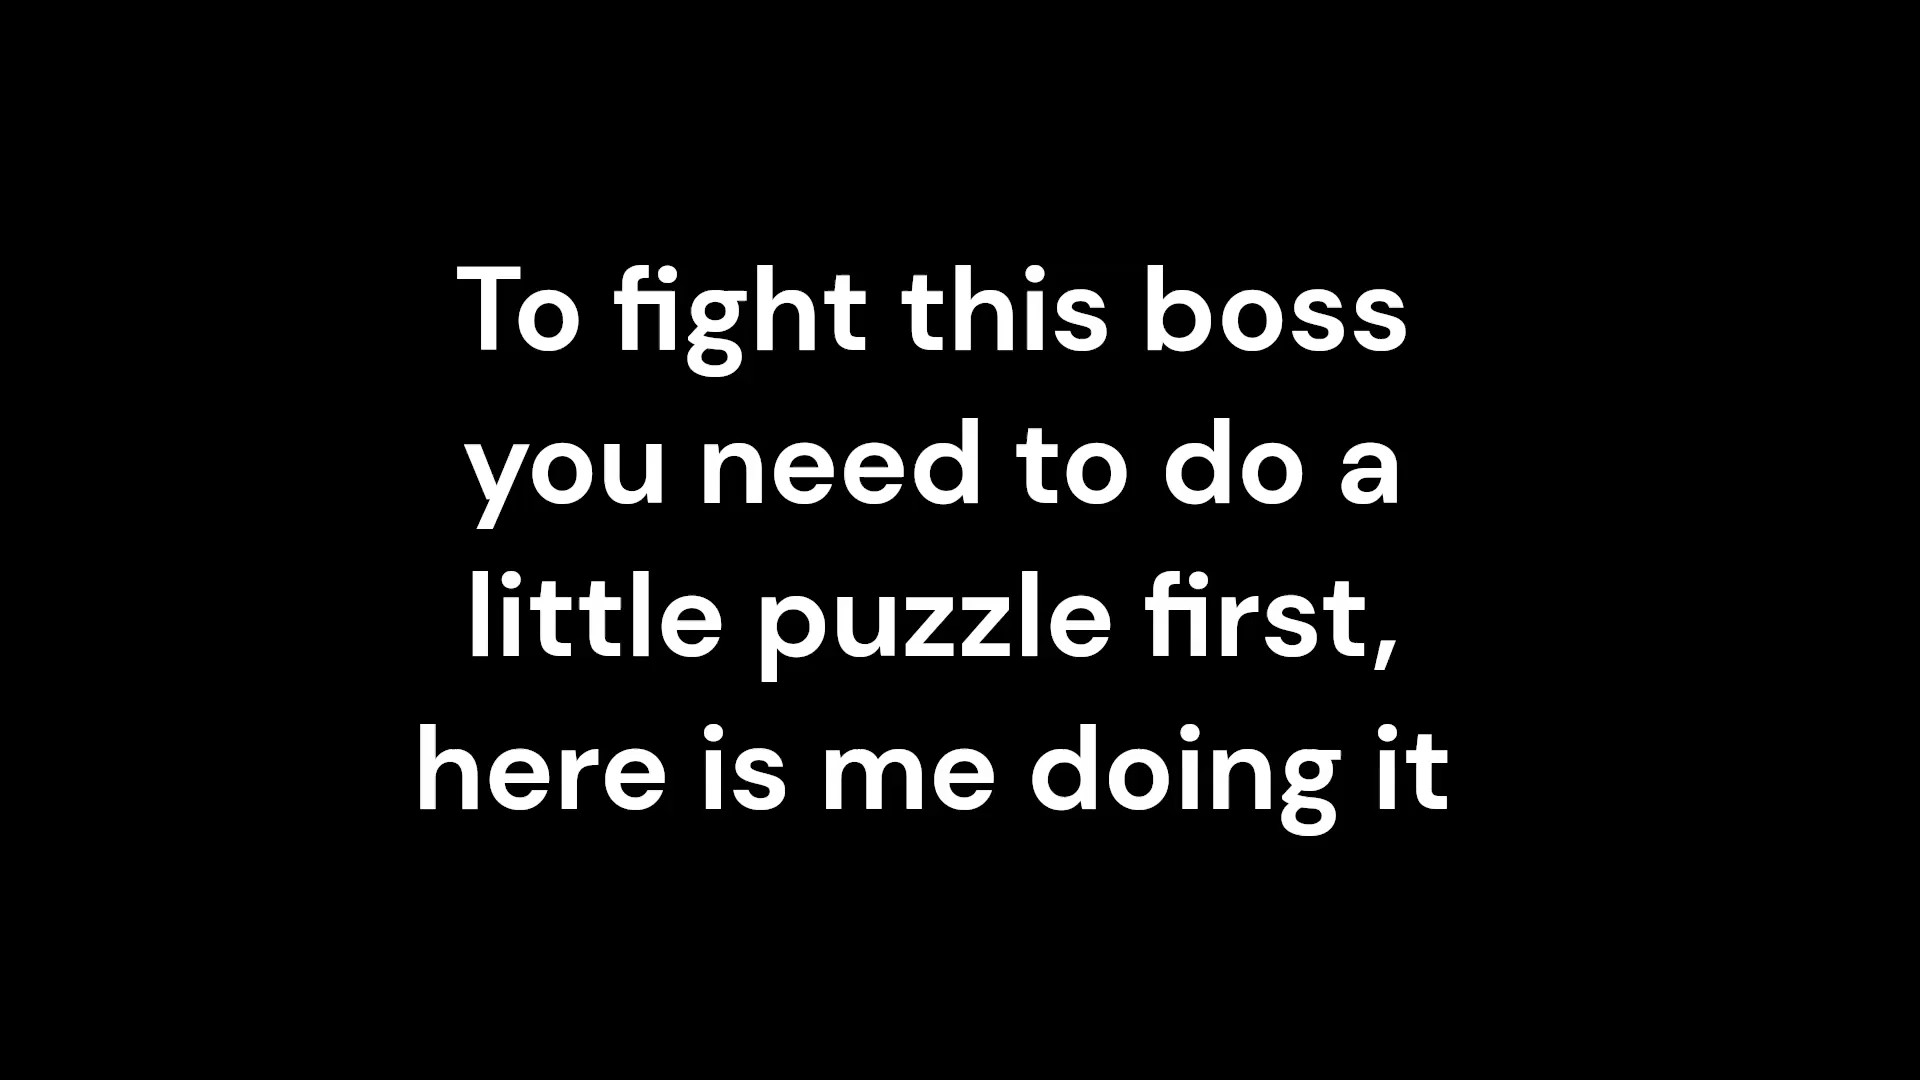 To fight this boss
you need to do a
little puzzle first,
here is me doing it